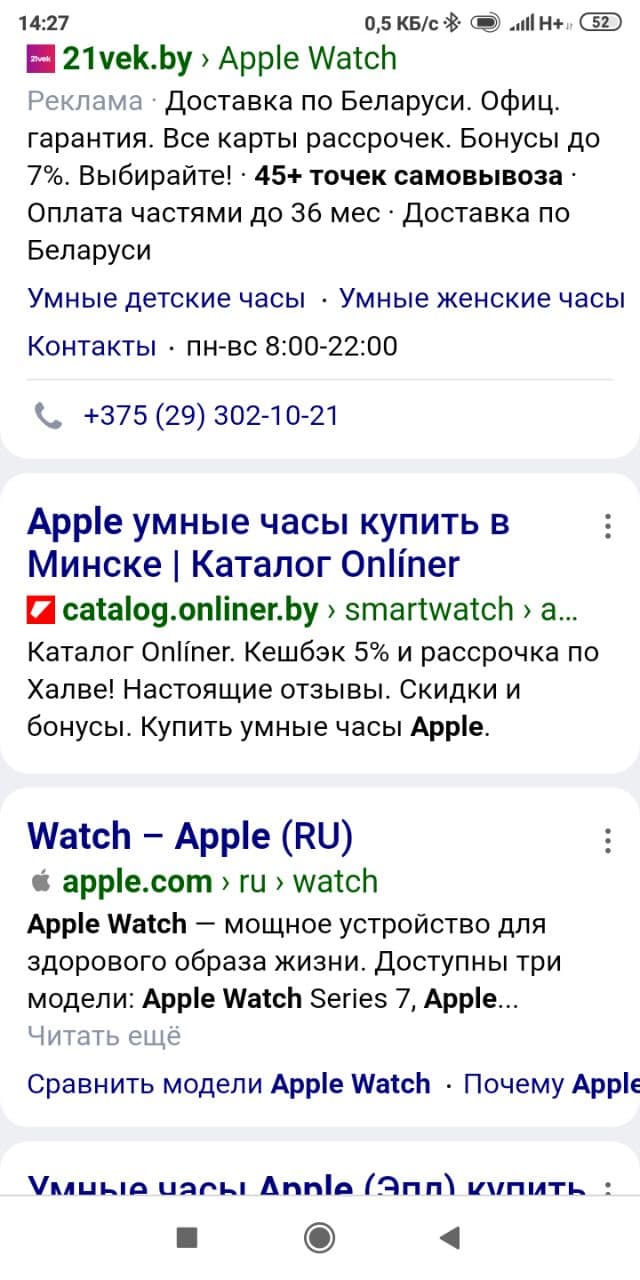 14:27 0,5 КБ/с H+ 52
21vek 21vek.by › Apple Watch
Реклама · Доставка по Беларуси. Офиц.
гарантия. Все карты рассрочек. Бонусы до
7%. Выбирайте! · 45+ точек самовывоза ·
Оплата частями до 36 мес · Доставка по
Беларуси
Умные детские часы · Умные женские часы
Контакты · пн-вс 8:00-22:00
+375 (29) 302-10-21
Apple умные часы купить в
Минске | Каталог Onlíner
catalog.onliner.by › smartwatch › a...
Каталог Onlíner. Кешбэк 5% и рассрочка по
Халве! Настоящие отзывы. Скидки и
бонусы. Купить умные часы Apple.
Watch – Apple (RU)
apple.com › ru › watch
Apple Watch — мощное устройство для
здорового образа жизни. Доступны три
модели: Apple Watch Series 7, Apple...
Читать ещё
Сравнить модели Apple Watch · Почему Apple
Умные часы Apple (Эпл) купить